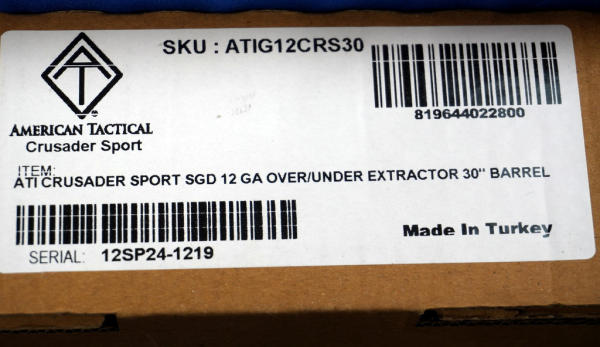 SKU : ATIG12CRS30
819644022800
AMERICAN TACTICAL
Crusader Sport
ITEM:
ATI CRUSADER SPORT SGD 12 GA OVER/UNDER EXTRACTOR 30" BARREL
Made In Turkey
SERIAL: 12SP24-1219